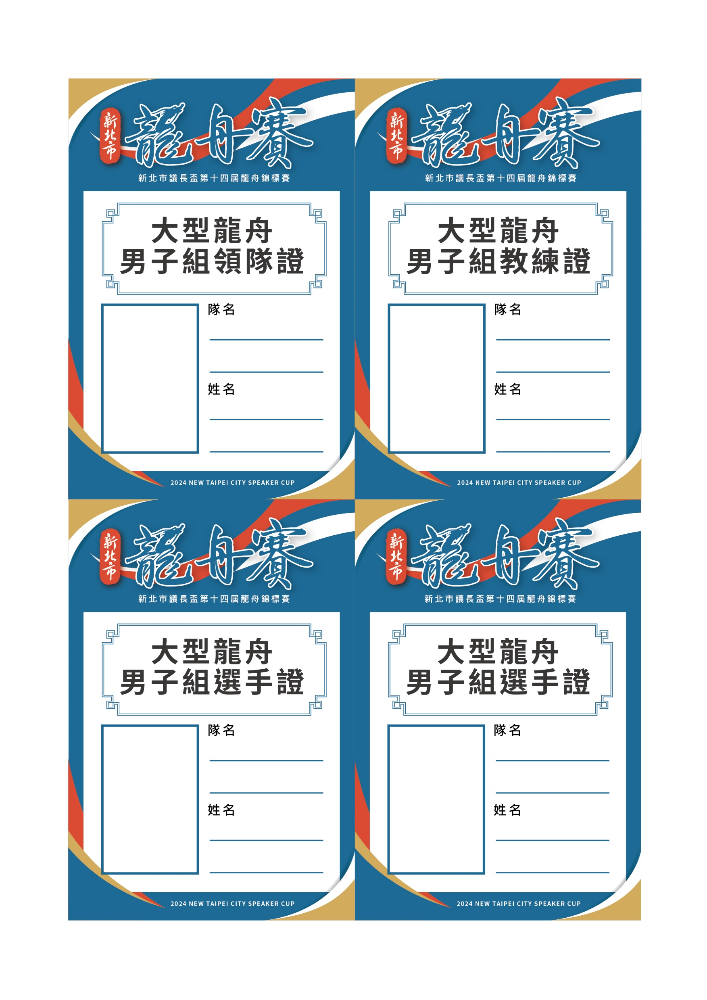 新北市
龍舟賽
新北市議長盃第十四屆龍舟錦標賽
大型龍舟
男子組領隊證
隊名
姓名
2024 NEW TAIPEI CITY SPEAKER CUP
新北市
龍舟賽
新北市議長盃第十四屆龍舟錦標賽
大型龍舟
男子組教練證
隊名
姓名
2024 NEW TAIPEI CITY SPEAKER CUP
新北市
龍舟賽
新北市議長盃第十四屆龍舟錦標賽
大型龍舟
男子組選手證
隊名
姓名
2024 NEW TAIPEI CITY SPEAKER CUP
新北市
龍舟賽
新北市議長盃第十四屆龍舟錦標賽
大型龍舟
男子組選手證
隊名
姓名
2024 NEW TAIPEI CITY SPEAKER CUP